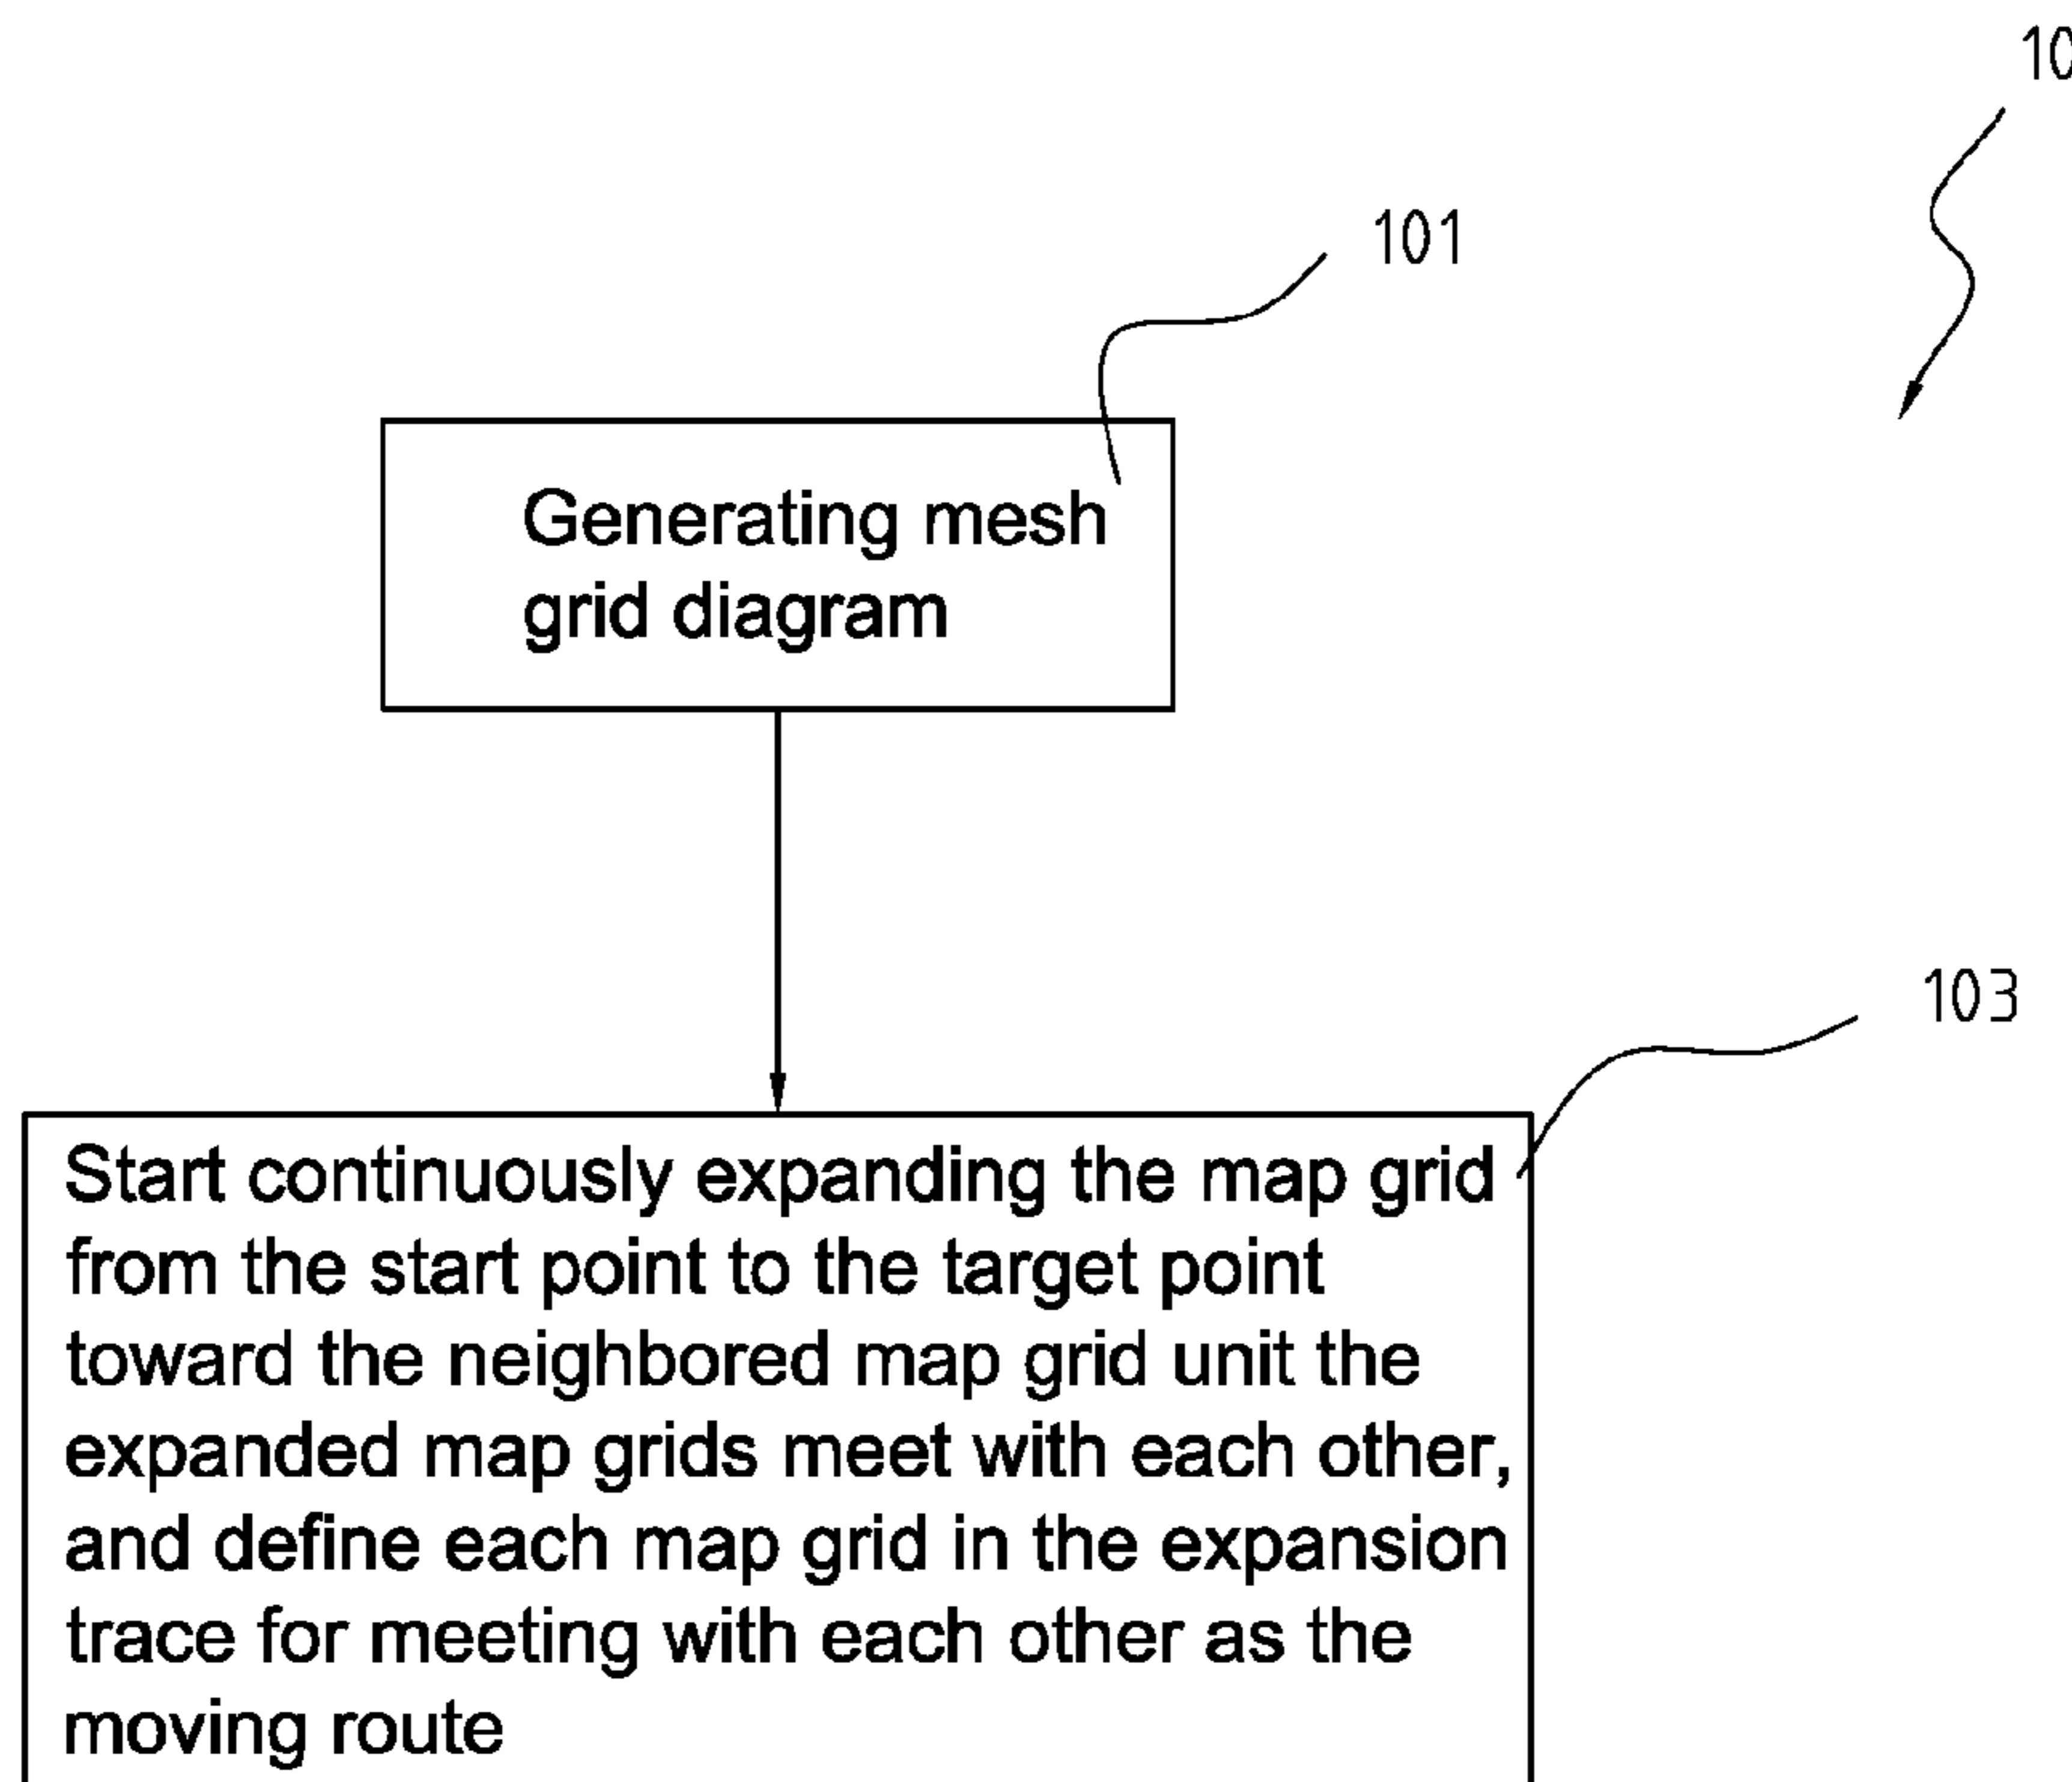 10
101
Generating mesh
grid diagram
103
Start continuously expanding the map grid
from the start point to the target point
toward the neighbored map grid unit the
expanded map grids meet with each other,
and define each map grid in the expansion
trace for meeting with each other as the
moving route